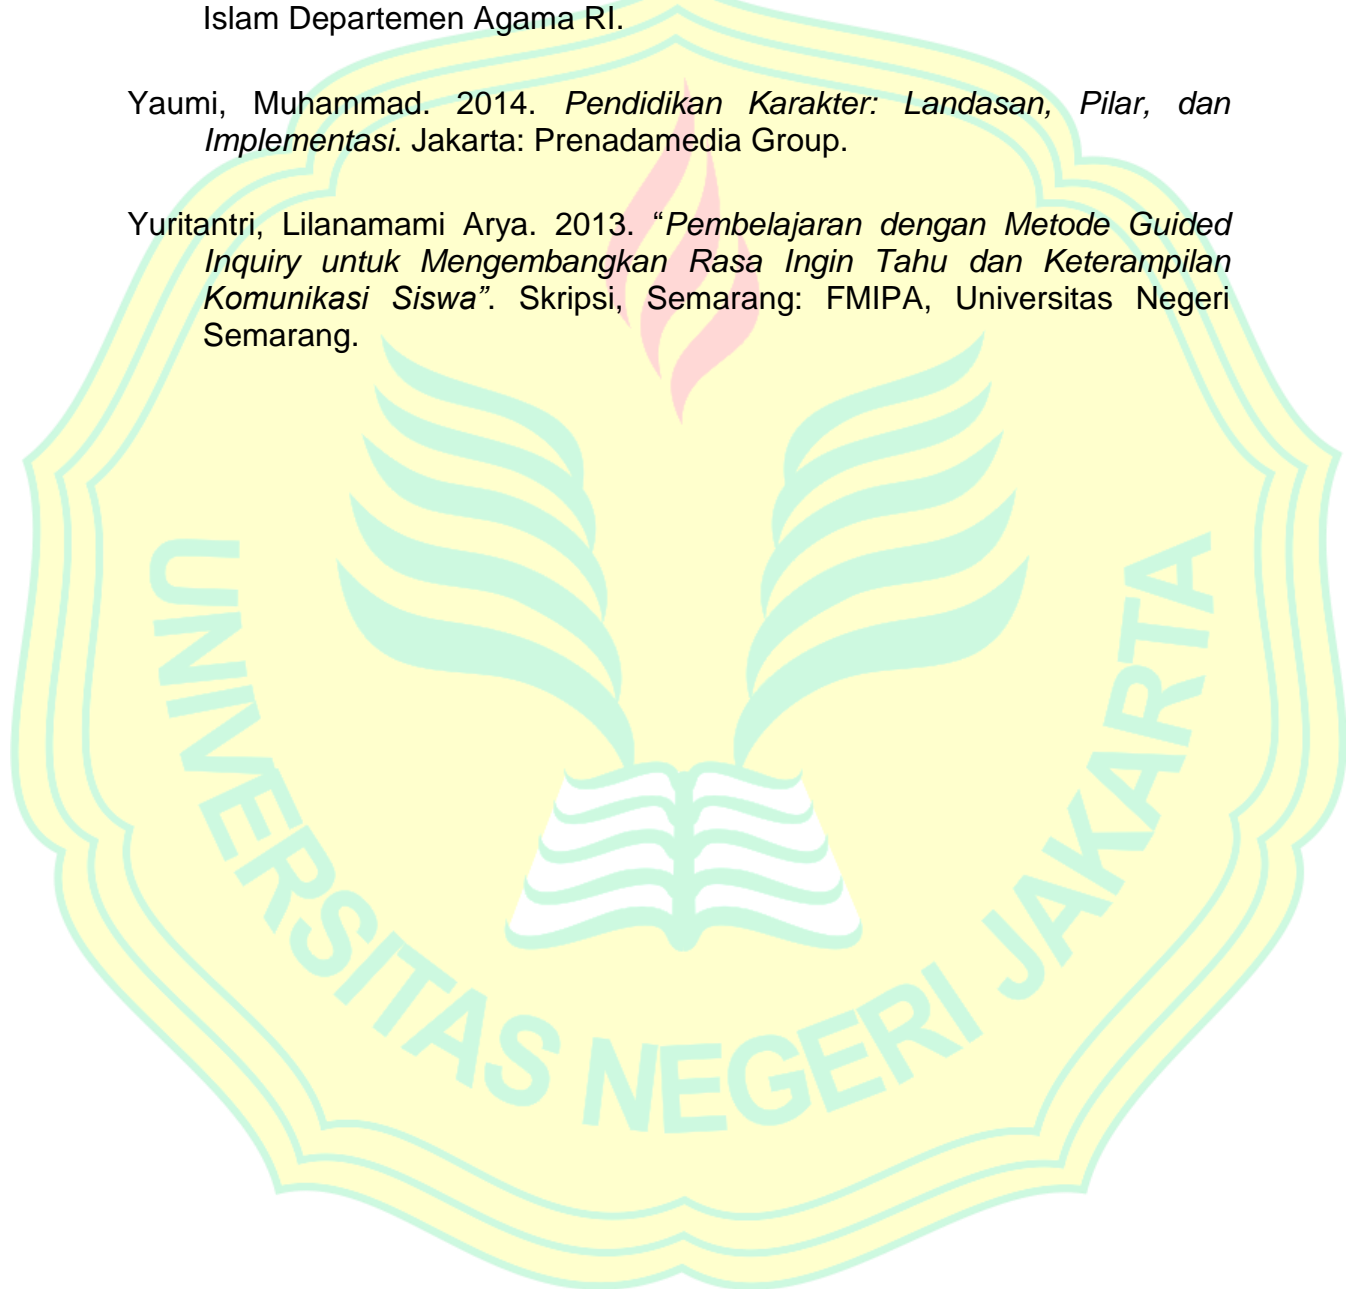 Islam Departemen Agama RI.
Yaumi, Muhammad. 2014. Pendidikan Karakter: Landasan, Pilar, dan
Implementasi. Jakarta: Prenadamedia Group.
Yuritantri, Lilanamami Arya. 2013. “Pembelajaran dengan Metode Guided
Inquiry untuk Mengembangkan Rasa Ingin Tahu dan Keterampilan
Komunikasi Siswa”. Skripsi, Semarang: FMIPA, Universitas Negeri
Semarang.
UNIVERSITAS NEGERI JAKARTA